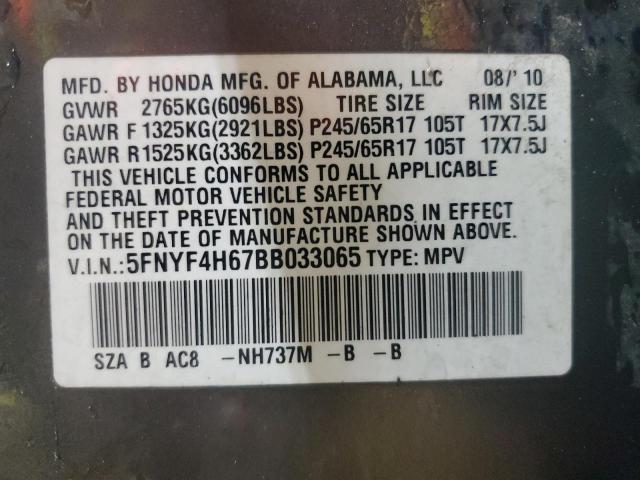 MFD. BY HONDA MFG. OF ALABAMA, LLC 08/'10
GVWR 2765KG(6096LBS) TIRE SIZE RIM SIZE
GAWR F 1325KG(2921LBS) P245/65R17 105T 17X7.5J
GAWR R1525KG(3362LBS) P245/65R17 105T 17X7.5J
THIS VEHICLE CONFORMS TO ALL APPLICABLE
FEDERAL MOTOR VEHICLE SAFETY
AND THEFT PREVENTION STANDARDS IN EFFECT
ON THE DATE OF MANUFACTURE SHOWN ABOVE.
V.I.N.:5FNYF4H67BB033065 TYPE: MPV
SZA B AC8 -NH737M -B -B